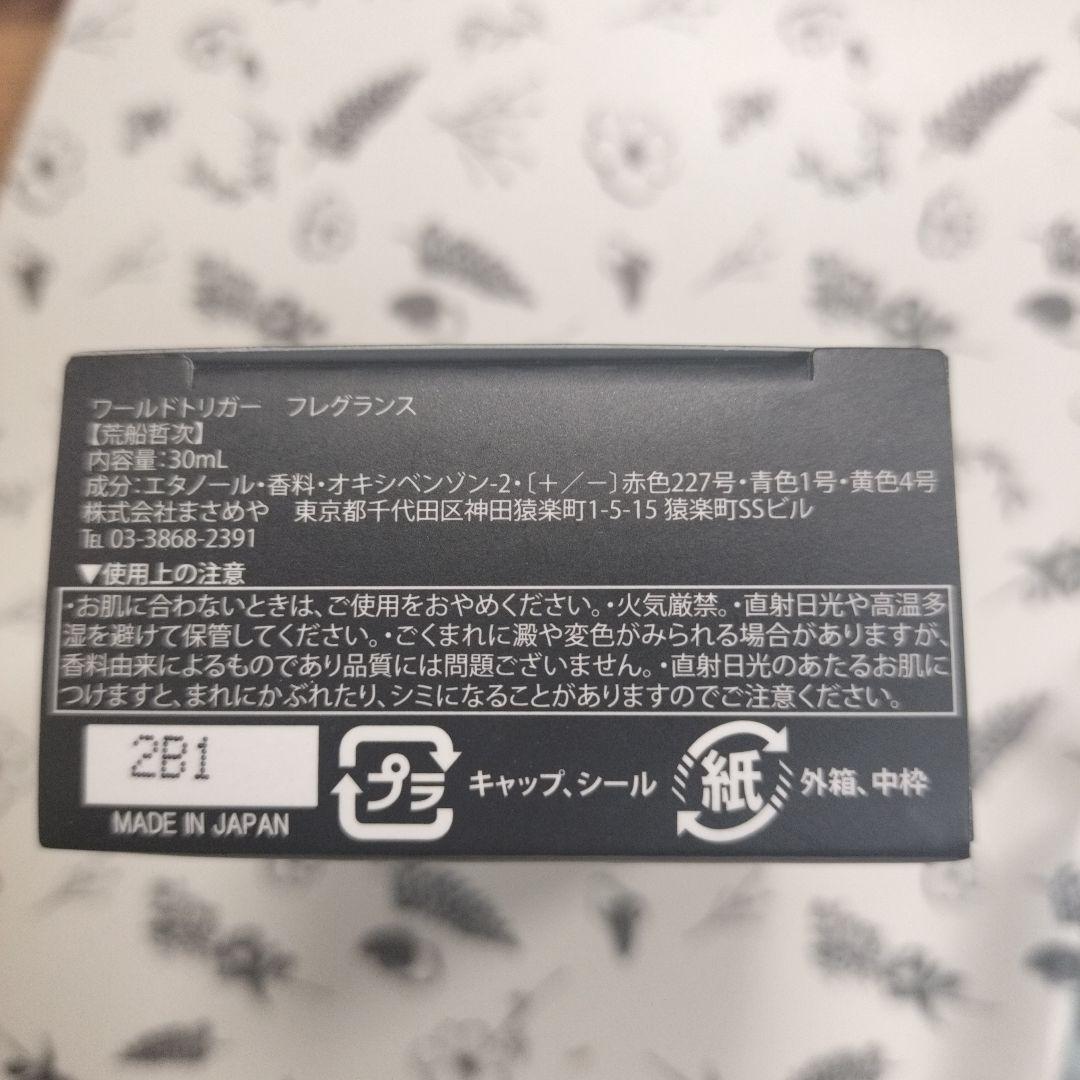 ワールドトリガー　フレグランス
【荒船哲次】
内容量：30mL
成分：エタノール・香料・オキシベンゾン-2・〔＋／－〕赤色227号・青色1号・黄色4号
株式会社まさめや　東京都千代田区神田猿楽町1-5-15 猿楽町SSビル
℡ 03-3868-2391
▼使用上の注意
・お肌に合わないときは、ご使用をおやめください。・火気厳禁。・直射日光や高温多
湿を避けて保管してください。・ごくまれに澱や変色がみられる場合がありますが、
香料由来によるものであり品質には問題ございません。・直射日光のあたるお肌に
つけますと、まれにかぶれたり、シミになることがありますのでご注意ください。
2B1
MADE IN JAPAN
プラ キャップ、シール
紙 外箱、中枠